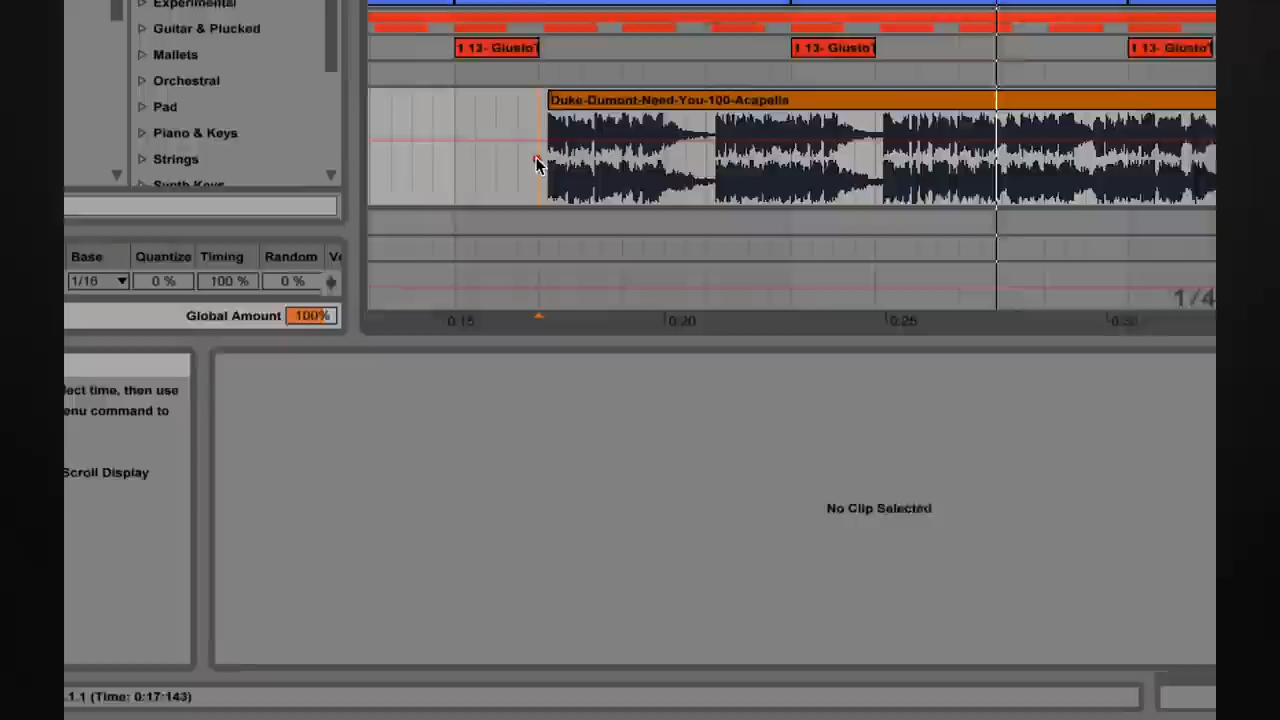 Experimental
Guitar & Plucked
Mallets
Orchestral
Pad
Piano & Keys
Strings
Synth Keys
Base
Quantize
Timing
Random
1/16
0 %
100 %
0 %
Global Amount
100%
lect time, then use
enu command to
Scroll Display
1 13- Giusto
1 13- Giusto
1 13- Giusto
Duke-Dumont-Need-You-100-Acapella
1/4
0:15
0:20
0:25
0:30
No Clip Selected
.1.1 (Time: 0:17:143)